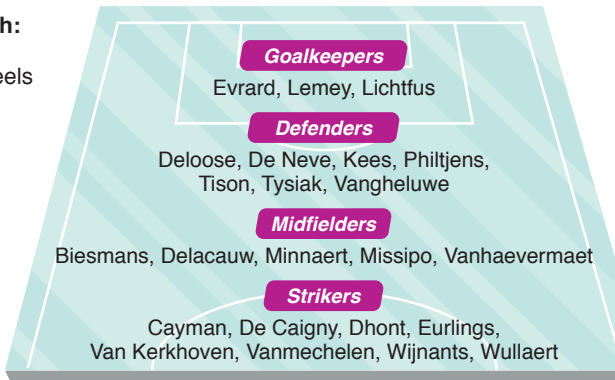 h:
eels
Goalkeepers
Evrard, Lemey, Lichtfus
Defenders
Deloose, De Neve, Kees, Philtjens,
Tison, Tysiak, Vangheluwe
Midfielders
Biesmans, Delacauw, Minnaert, Missipo, Vanhaevermaet
Strikers
Cayman, De Caigny, Dhont, Eurlings,
Van Kerkhoven, Vanmechelen, Wijnants, Wullaert